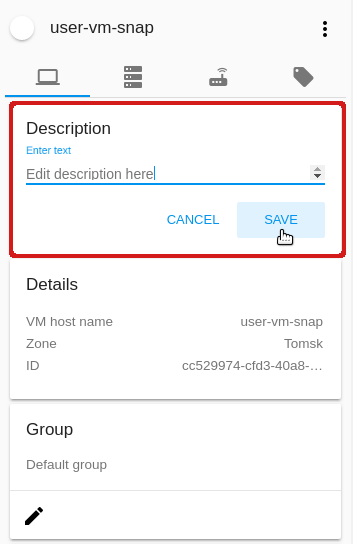 user-vm-snap
Description
Enter text
Edit description here
CANCEL SAVE
Details
VM host name user-vm-snap
Zone Tomsk
ID cc529974-cfd3-40a8-…
Group
Default group